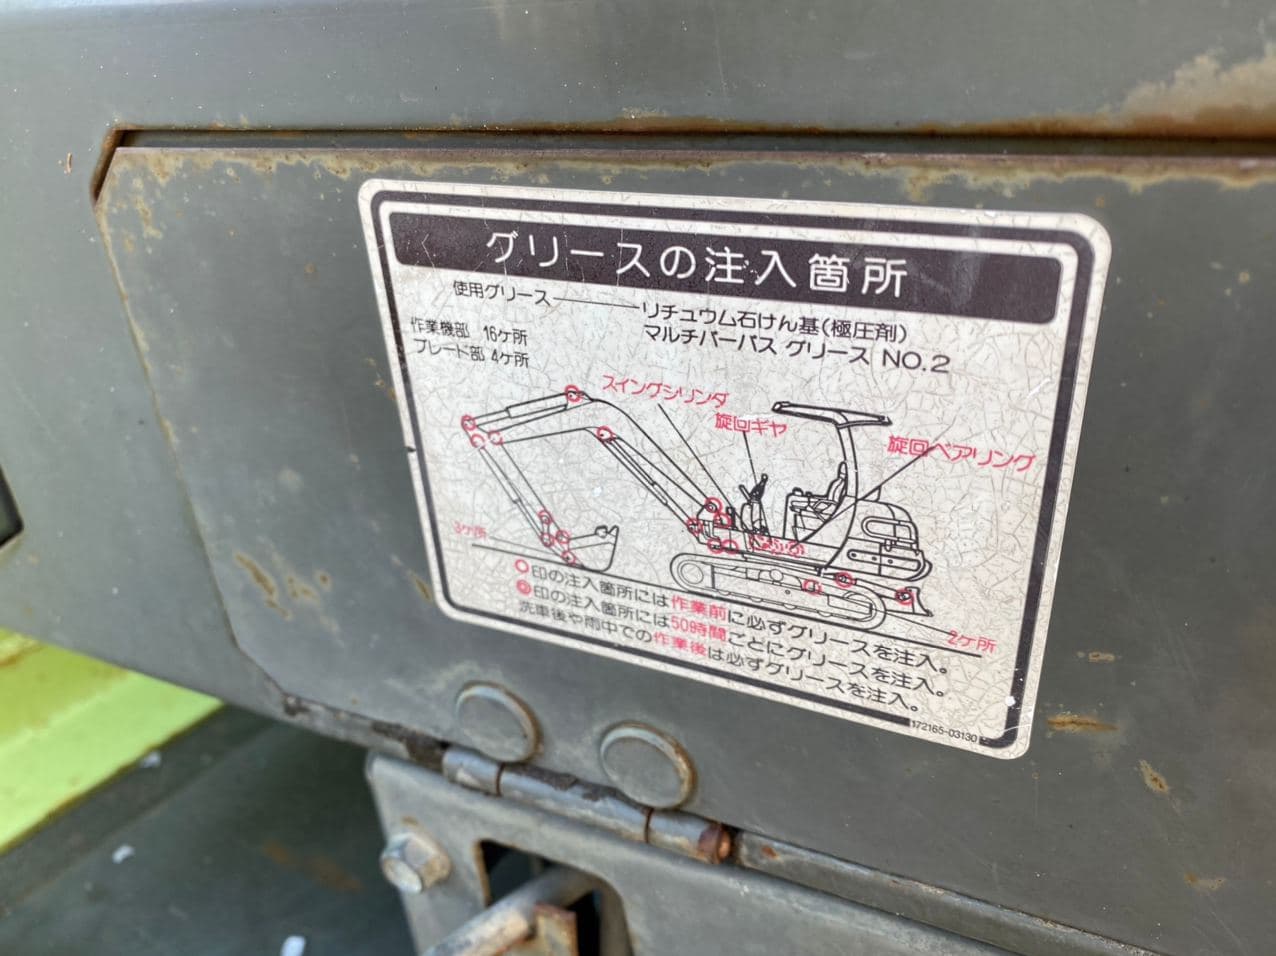 グリースの注入箇所
使用グリース――リチュウム石けん基(極圧剤)
マルチパーパス グリース NO.2
作業機部 16ケ所
ブレード部 4ケ所
スイングシリンダ
旋回ギヤ
旋回ベアリング
3ケ所
2ケ所
○印の注入箇所には作業前に必ずグリースを注入。
◎印の注入箇所には50時間ごとにグリースを注入。
洗車後や雨中での作業後は必ずグリースを注入。
172165-03130